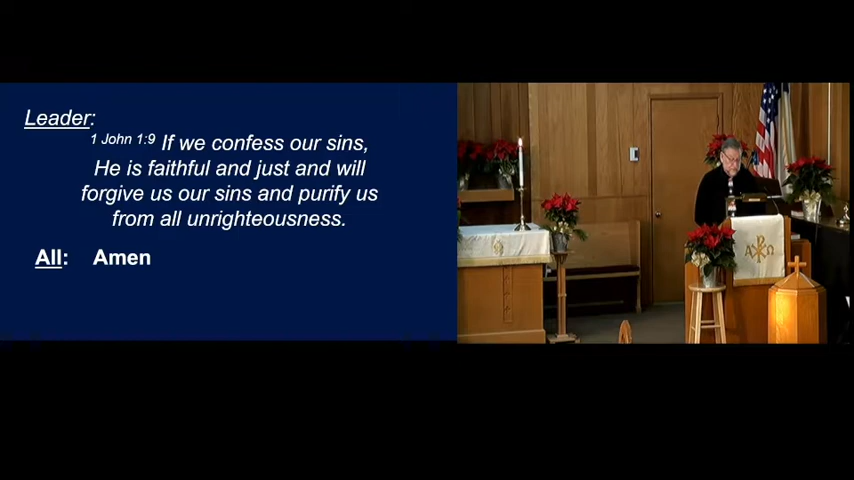 Leader:
1 John 1:9 If we confess our sins,
He is faithful and just and will
forgive us our sins and purify us
from all unrighteousness.
All: Amen
Α Ω